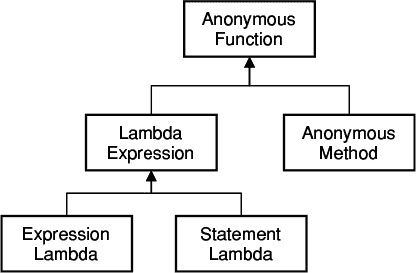 Anonymous
Function
Lambda
Expression
Anonymous
Method
Expression
Lambda
Statement
Lambda